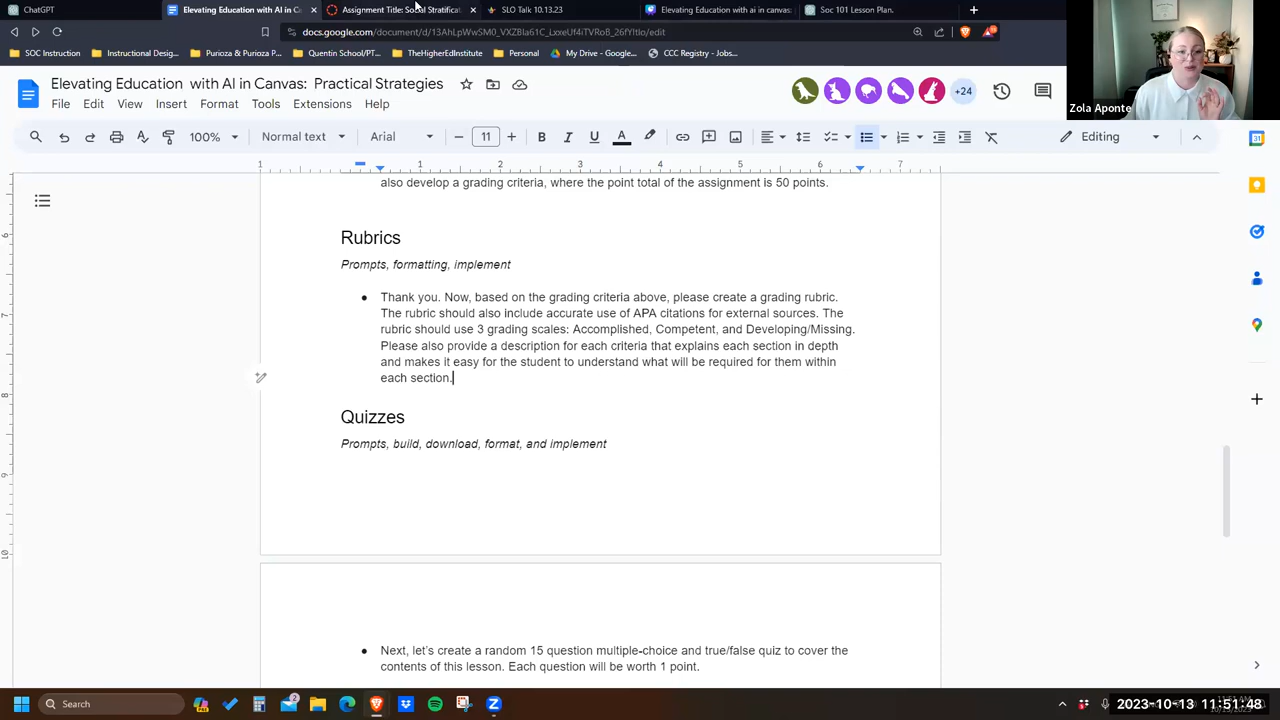 ChatGPT
Elevating Education with AI in Ca
Assignment Title: Social Stratificat
SLO Talk 10.13.23
Elevating Education with ai in canvas:
Soc 101 Lesson Plan.
docs.google.com/document/d/
/edit
SOC Instruction
Instructional Desig...
Purioza & Purioza P...
Quentin School/PT...
TheHigherEdInstitute
Personal
My Drive - Google...
CCC Registry - Jobs...
Elevating Education with AI in Canvas: Practical Strategies
File Edit View Insert Format Tools Extensions Help
+24
Zola Aponte
100% Normal text Arial 11 Editing
1 1 2 3 4 5 6 7
also develop a grading criteria, where the point total of the assignment is 50 points.
Rubrics
Prompts, formatting, implement
Thank you. Now, based on the grading criteria above, please create a grading rubric.
The rubric should also include accurate use of APA citations for external sources. The
rubric should use 3 grading scales: Accomplished, Competent, and Developing/Missing.
Please also provide a description for each criteria that explains each section in depth
and makes it easy for the student to understand what will be required for them within
each section.
Quizzes
Prompts, build, download, format, and implement
Next, let's create a random 15 question multiple-choice and true/false quiz to cover the
contents of this lesson. Each question will be worth 1 point.
Search
2023-10-13 11:51:48